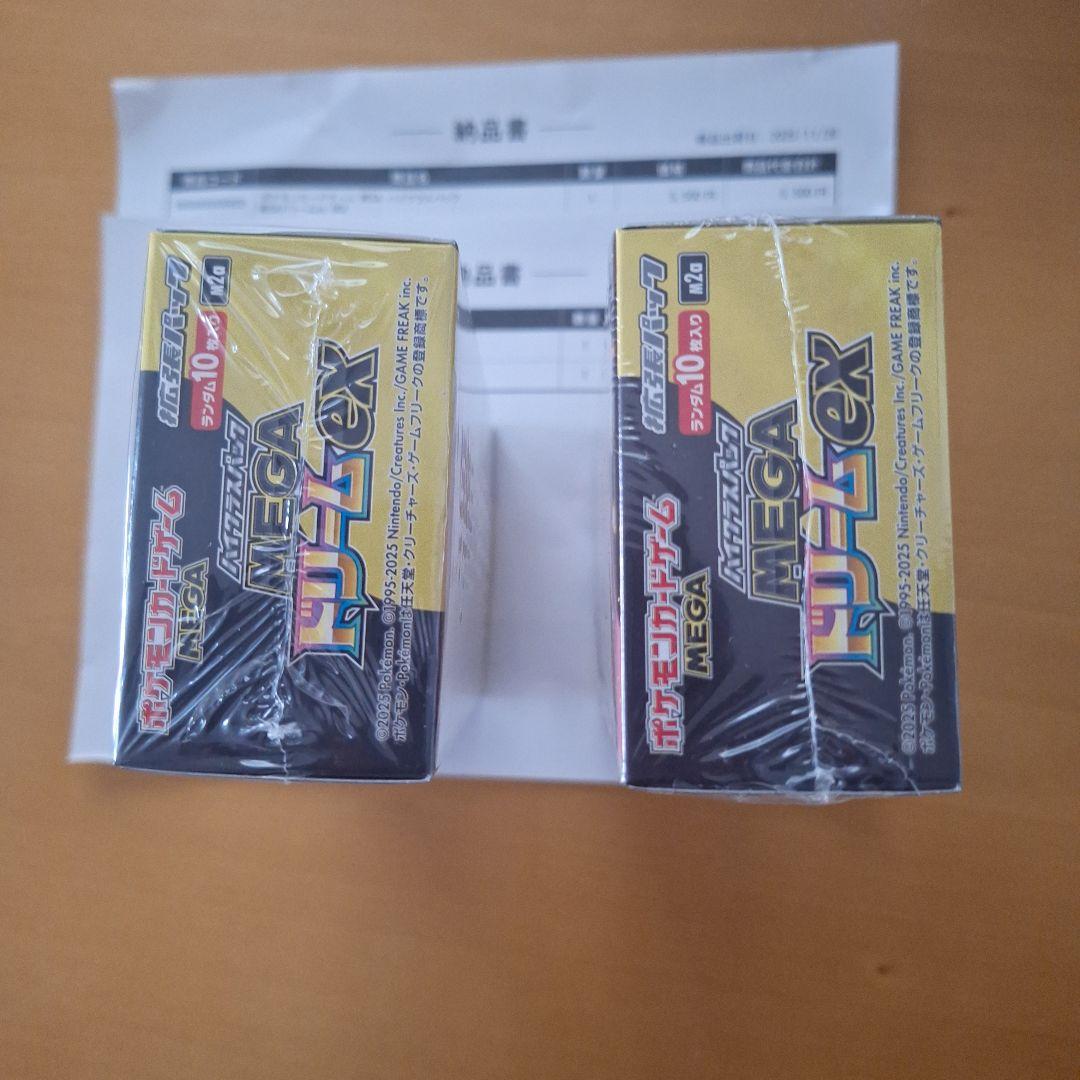 納品書
納品書
拡張パック
M2a
ランダム10枚入り
ポケモンカードゲーム
MEGA
ハイクラスパック
MEGA
ドリームex
©2025 Pokémon. ©1995-2025 Nintendo/Creatures Inc./GAME FREAK inc.
ポケモン・Pokémonは任天堂・クリーチャーズ・ゲームフリークの登録商標です。
拡張パック
M2a
ランダム10枚入り
ポケモンカードゲーム
MEGA
ハイクラスパック
MEGA
ドリームex
©2025 Pokémon. ©1995-2025 Nintendo/Creatures Inc./GAME FREAK inc.
ポケモン・Pokémonは任天堂・クリーチャーズ・ゲームフリークの登録商標です。